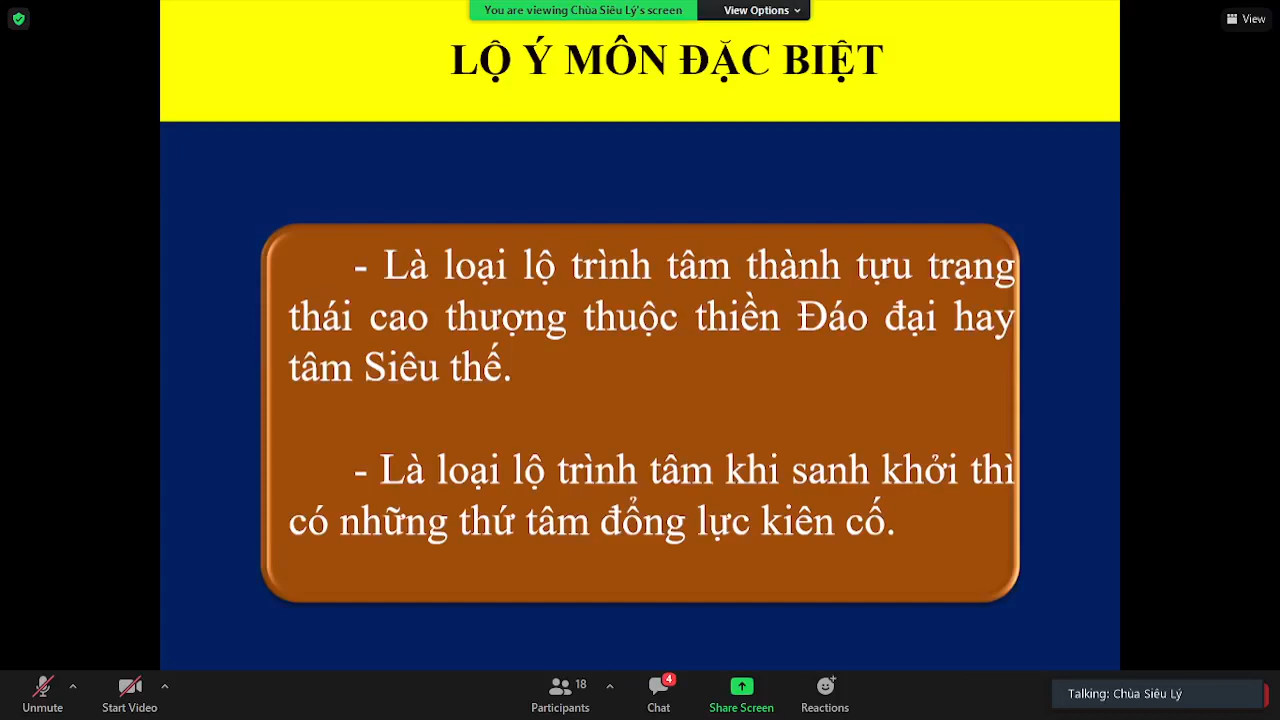 You are viewing Chùa Siêu Lý's screen
View Options
View
LỘ Ý MÔN ĐẶC BIỆT
- Là loại lộ trình tâm thành tựu trạng
thái cao thượng thuộc thiền Đáo đại hay
tâm Siêu thế.
- Là loại lộ trình tâm khi sanh khởi thì
có những thứ tâm đổng lực kiên cố.
Unmute
Start Video
18
Participants
4
Chat
Share Screen
Reactions
Talking: Chùa Siêu Lý